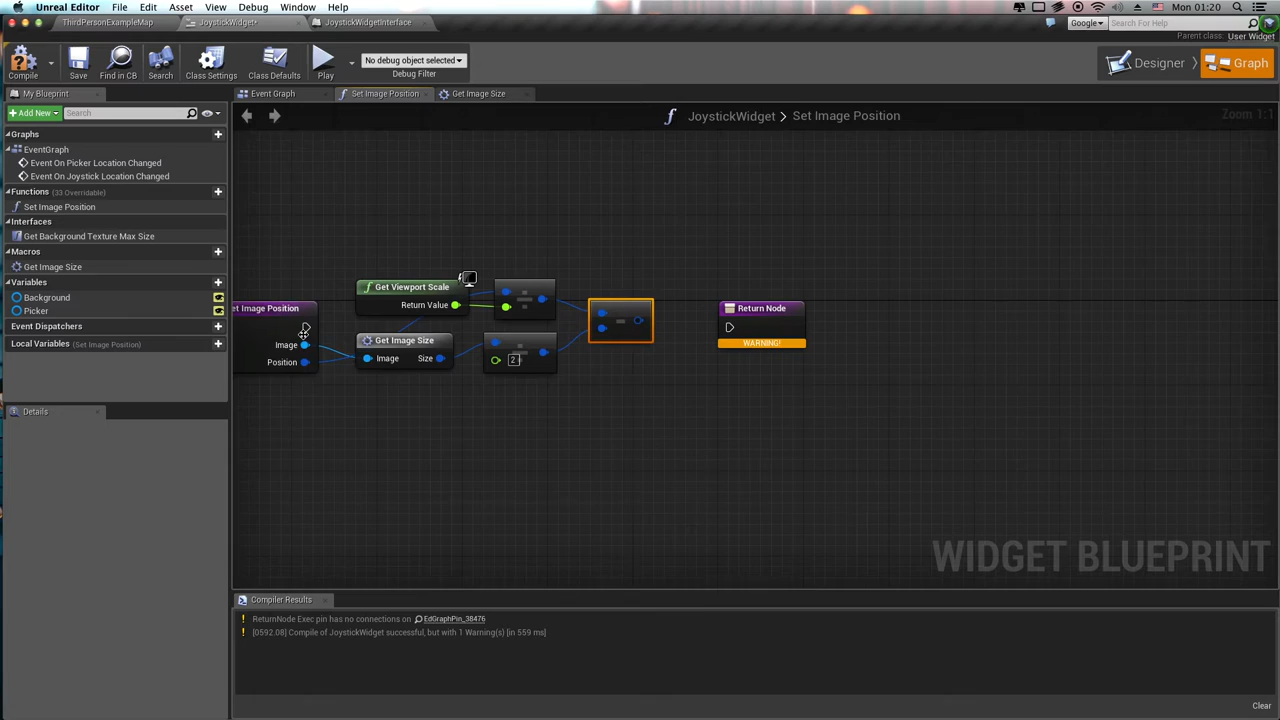 Unreal Editor File Edit Asset View Debug Window Help Mon 01:20
ThirdPersonExampleMap JoystickWidget* JoystickWidgetInterface Google Search For Help
Parent class: User Widget
Compile Save Find in CB Search Class Settings Class Defaults Play No debug object selected Debug Filter Designer Graph
My Blueprint Event Graph Set Image Position Get Image Size
Add New Search
JoystickWidget > Set Image Position Zoom 1:1
Graphs
EventGraph
Event On Picker Location Changed
Event On Joystick Location Changed
Functions (33 Overridable)
Set Image Position
Interfaces
Get Background Texture Max Size
Macros
Get Image Size
Variables
Background
Picker
Event Dispatchers
Local Variables (Set Image Position)
Details
et Image Position
Image
Position
Get Viewport Scale
Return Value
Get Image Size
Image Size
2
Return Node
WARNING!
WIDGET BLUEPRINT
Compiler Results
ReturnNode Exec pin has no connections on EdGraphPin_38476
[0592.08] Compile of JoystickWidget successful, but with 1 Warning(s) [in 559 ms]
Clear